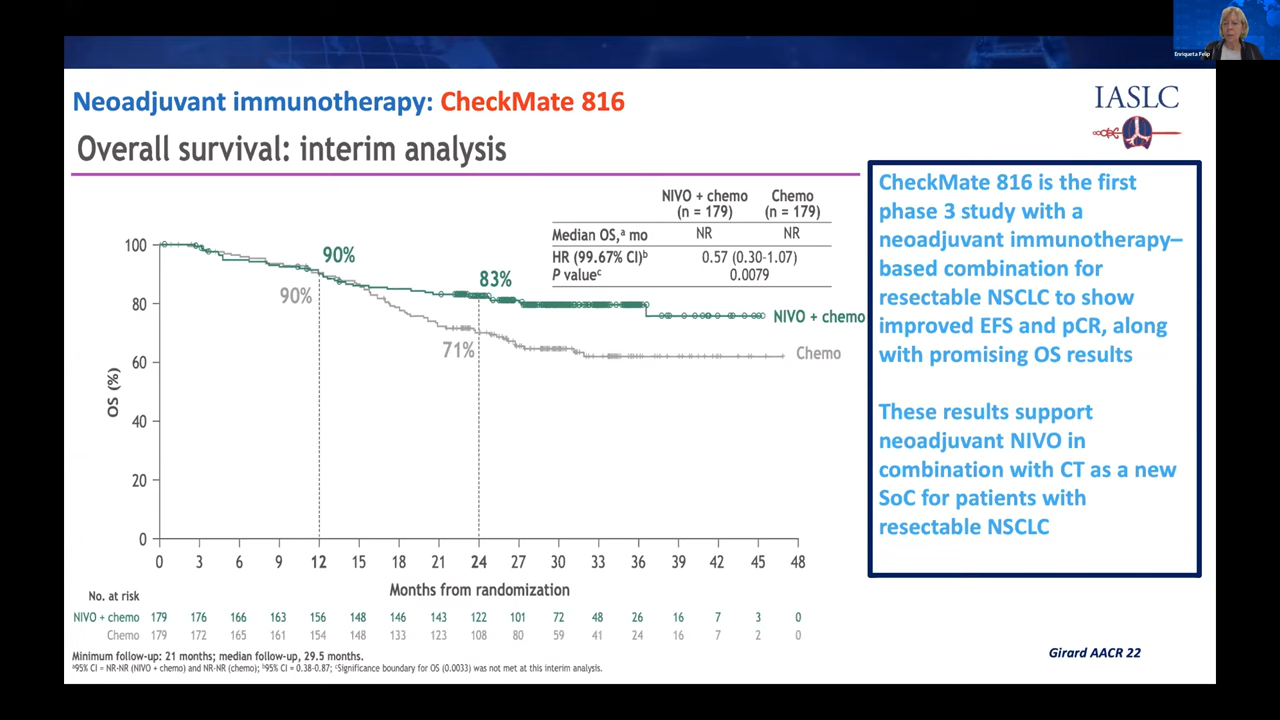 Enriqueta Felip
Neoadjuvant immunotherapy: CheckMate 816
IASLC
Overall survival: interim analysis
NIVO + chemo Chemo
(n = 179) (n = 179)
Median OS,ᵃ mo NR NR
HR (99.67% CI)ᵇ 0.57 (0.30-1.07)
P valueᶜ 0.0079
100
80
60
40
20
0
OS (%)
90%
90%
83%
71%
NIVO + chemo
Chemo
0 3 6 9 12 15 18 21 24 27 30 33 36 39 42 45 48
Months from randomization
No. at risk
NIVO + chemo 179 176 166 163 156 148 146 143 122 101 72 48 26 16 7 3 0
Chemo 179 172 165 161 154 148 133 123 108 80 59 41 24 16 7 2 0
Minimum follow-up: 21 months; median follow-up, 29.5 months.
ᵃ95% CI = NR-NR (NIVO + chemo) and NR-NR (chemo); ᵇ95% CI = 0.38-0.87; ᶜSignificance boundary for OS (0.0033) was not met at this interim analysis.
CheckMate 816 is the first
phase 3 study with a
neoadjuvant immunotherapy–
based combination for
resectable NSCLC to show
improved EFS and pCR, along
with promising OS results
These results support
neoadjuvant NIVO in
combination with CT as a new
SoC for patients with
resectable NSCLC
Girard AACR 22